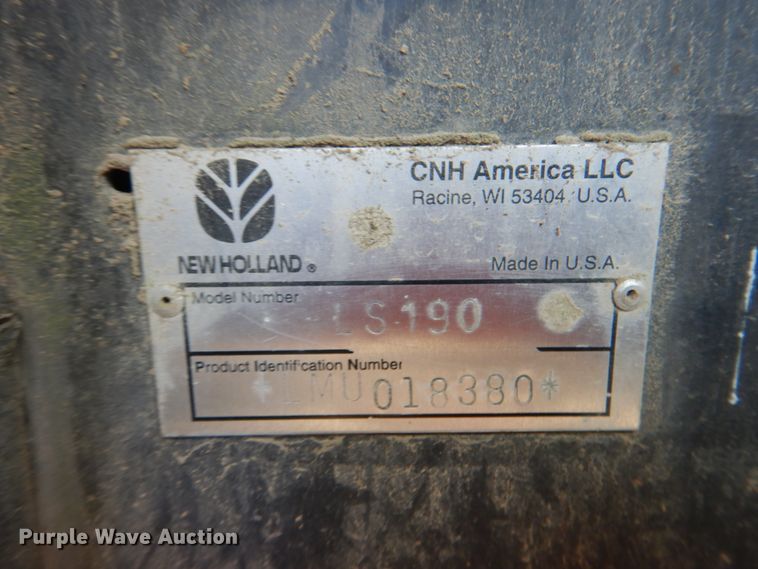 CNH America LLC
Racine, WI 53404 U.S.A.
NEW HOLLAND ®
Made In U.S.A.
Model Number
LS190
Product Identification Number
*LMU018380*
Purple Wave Auction